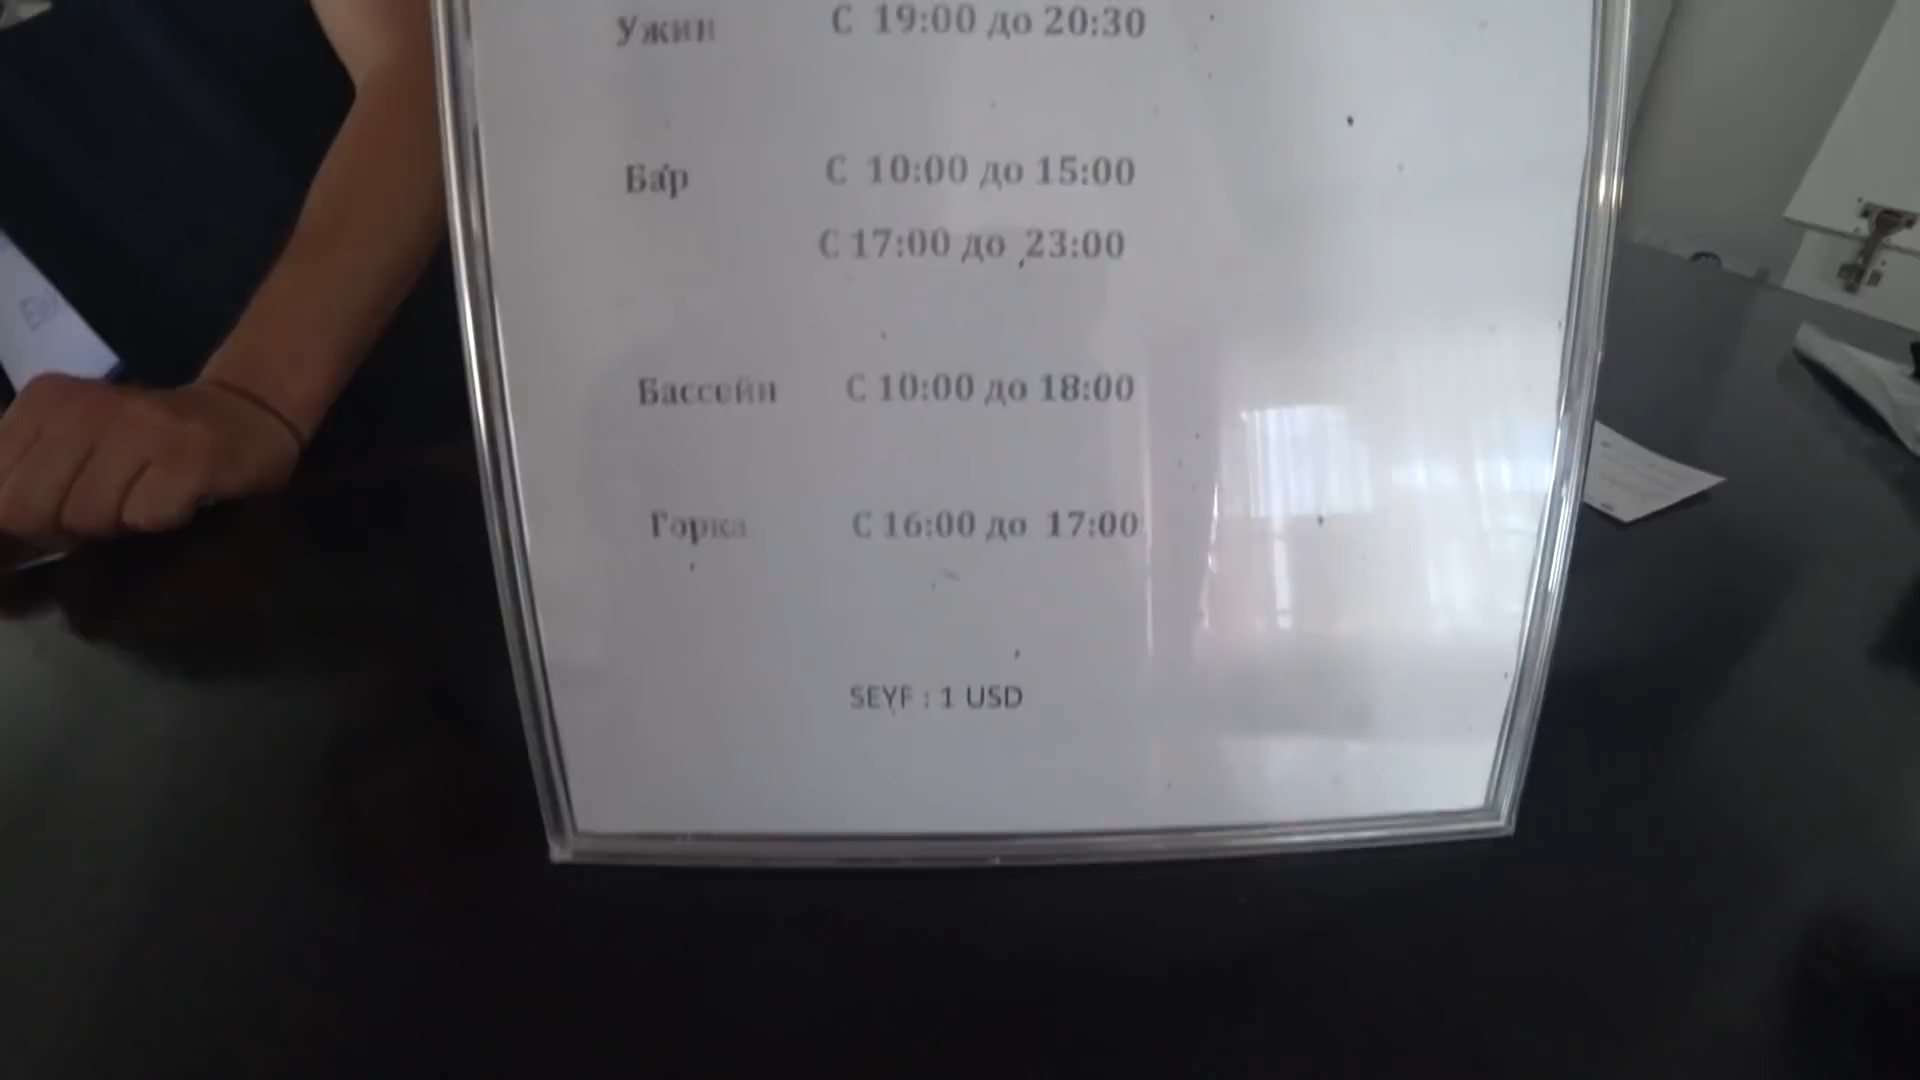 Ужин С 19:00 до 20:30
Бар С 10:00 до 15:00
С 17:00 до 23:00
Бассейн С 10:00 до 18:00
Горка С 16:00 до 17:00
SEYF : 1 USD